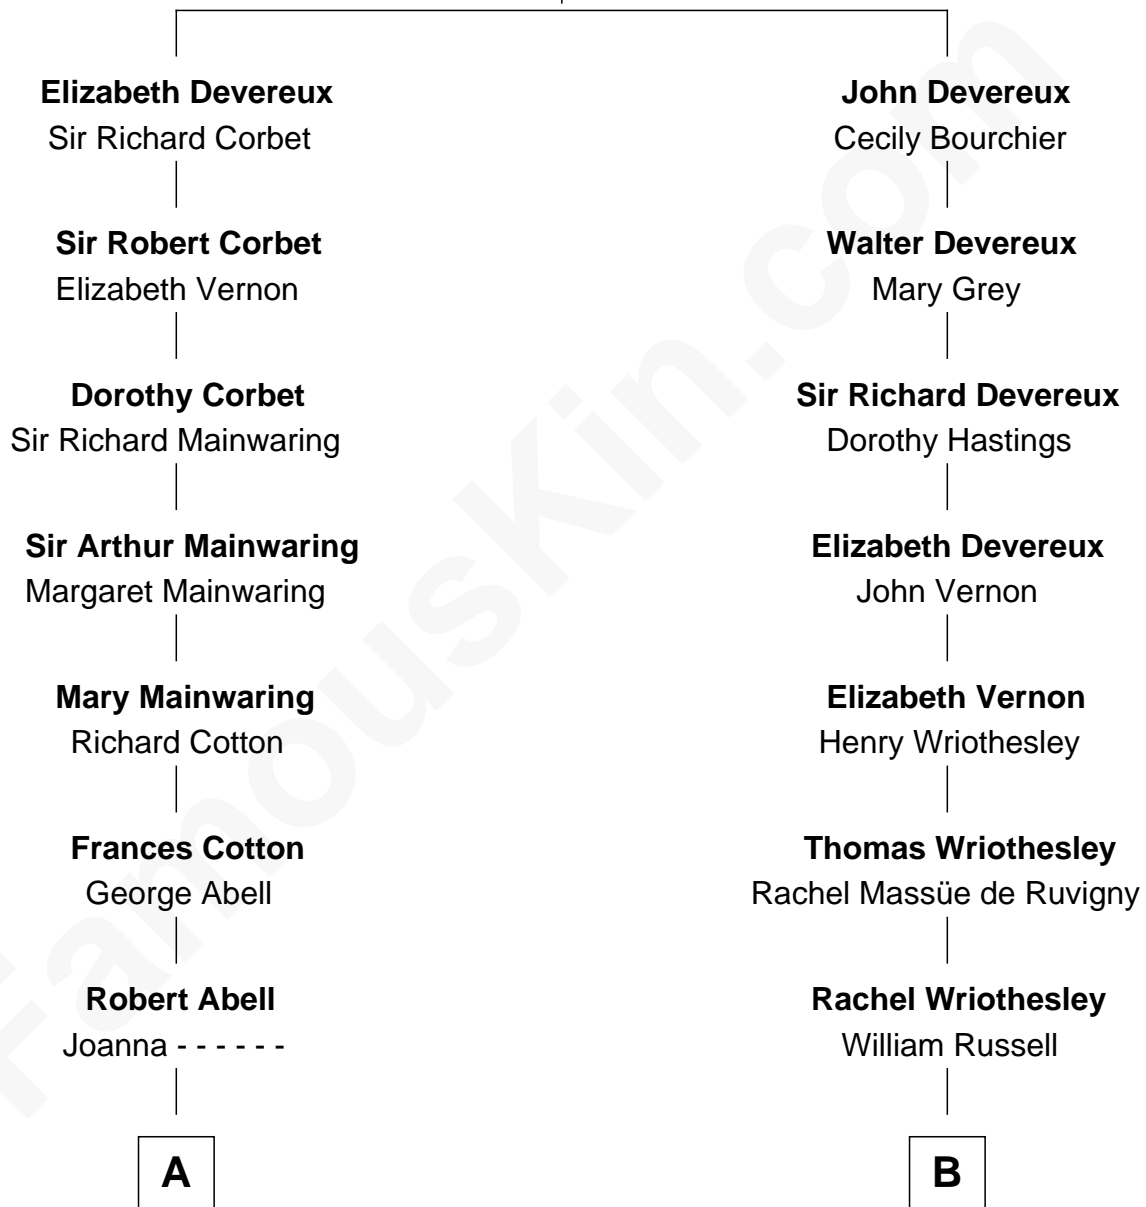 Elizabeth Devereux
Sir Richard Corbet
Sir Robert Corbet
Elizabeth Vernon
Dorothy Corbet
Sir Richard Mainwaring
Sir Arthur Mainwaring
Margaret Mainwaring
Mary Mainwaring
Richard Cotton
Frances Cotton
George Abell
Robert Abell
Joanna - - - - - -
A
John Devereux
Cecily Bourchier
Walter Devereux
Mary Grey
Sir Richard Devereux
Dorothy Hastings
Elizabeth Devereux
John Vernon
Elizabeth Vernon
Henry Wriothesley
Thomas Wriothesley
Rachel Massüe de Ruvigny
Rachel Wriothesley
William Russell
B
FamousKin.com